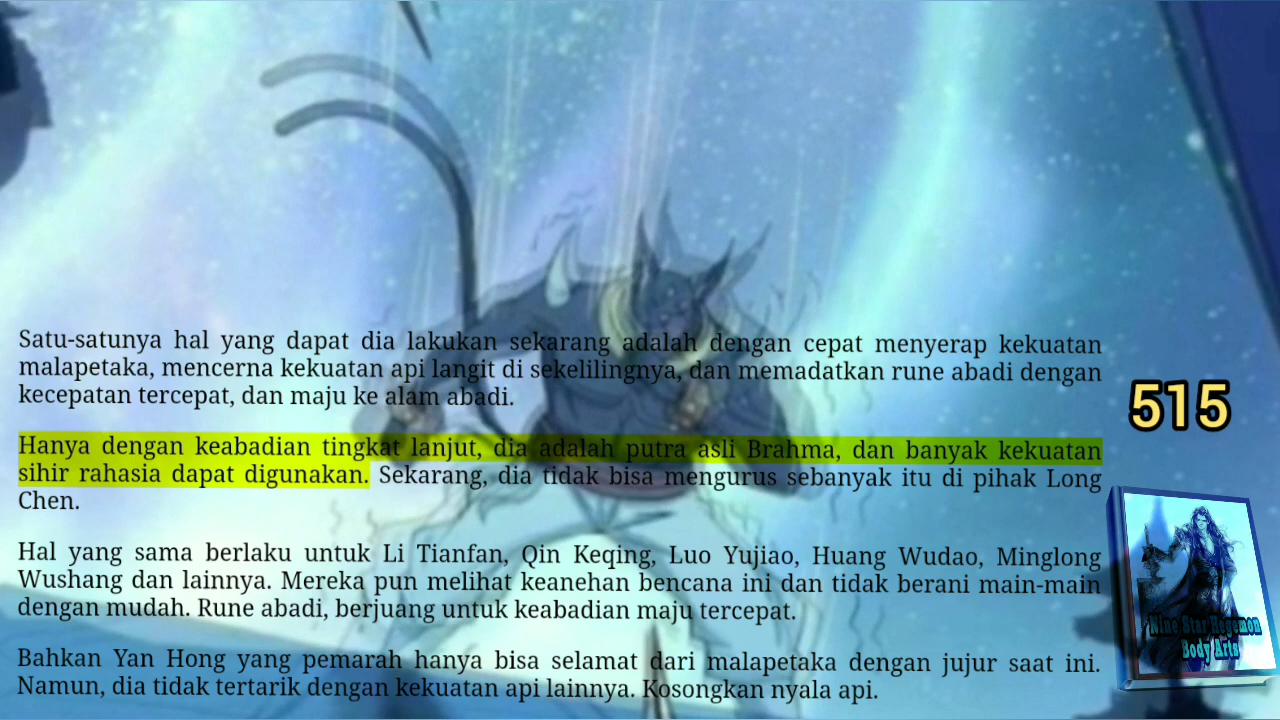 Satu-satunya hal yang dapat dia lakukan sekarang adalah dengan cepat menyerap kekuatan
malapetaka, mencerna kekuatan api langit di sekelilingnya, dan memadatkan rune abadi dengan
kecepatan tercepat, dan maju ke alam abadi.
Hanya dengan keabadian tingkat lanjut, dia adalah putra asli Brahma, dan banyak kekuatan
sihir rahasia dapat digunakan. Sekarang, dia tidak bisa mengurus sebanyak itu di pihak Long
Chen.
Hal yang sama berlaku untuk Li Tianfan, Qin Keqing, Luo Yujiao, Huang Wudao, Minglong
Wushang dan lainnya. Mereka pun melihat keanehan bencana ini dan tidak berani main-main
dengan mudah. Rune abadi, berjuang untuk keabadian maju tercepat.
Bahkan Yan Hong yang pemarah hanya bisa selamat dari malapetaka dengan jujur saat ini.
Namun, dia tidak tertarik dengan kekuatan api lainnya. Kosongkan nyala api.
515
Nine Star Hegemon
Body Arts